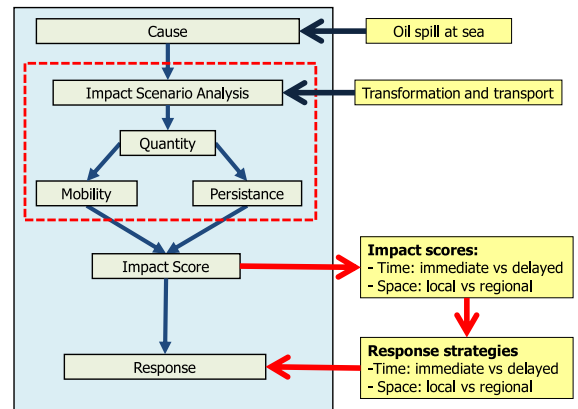 Cause
Oil spill at sea
Impact Scenario Analysis
Transformation and transport
Quantity
Mobility
Persistance
Impact Score
Impact scores:
- Time: immediate vs delayed
- Space: local vs regional
Response strategies
-Time: immediate vs delayed
- Space: local vs regional
Response